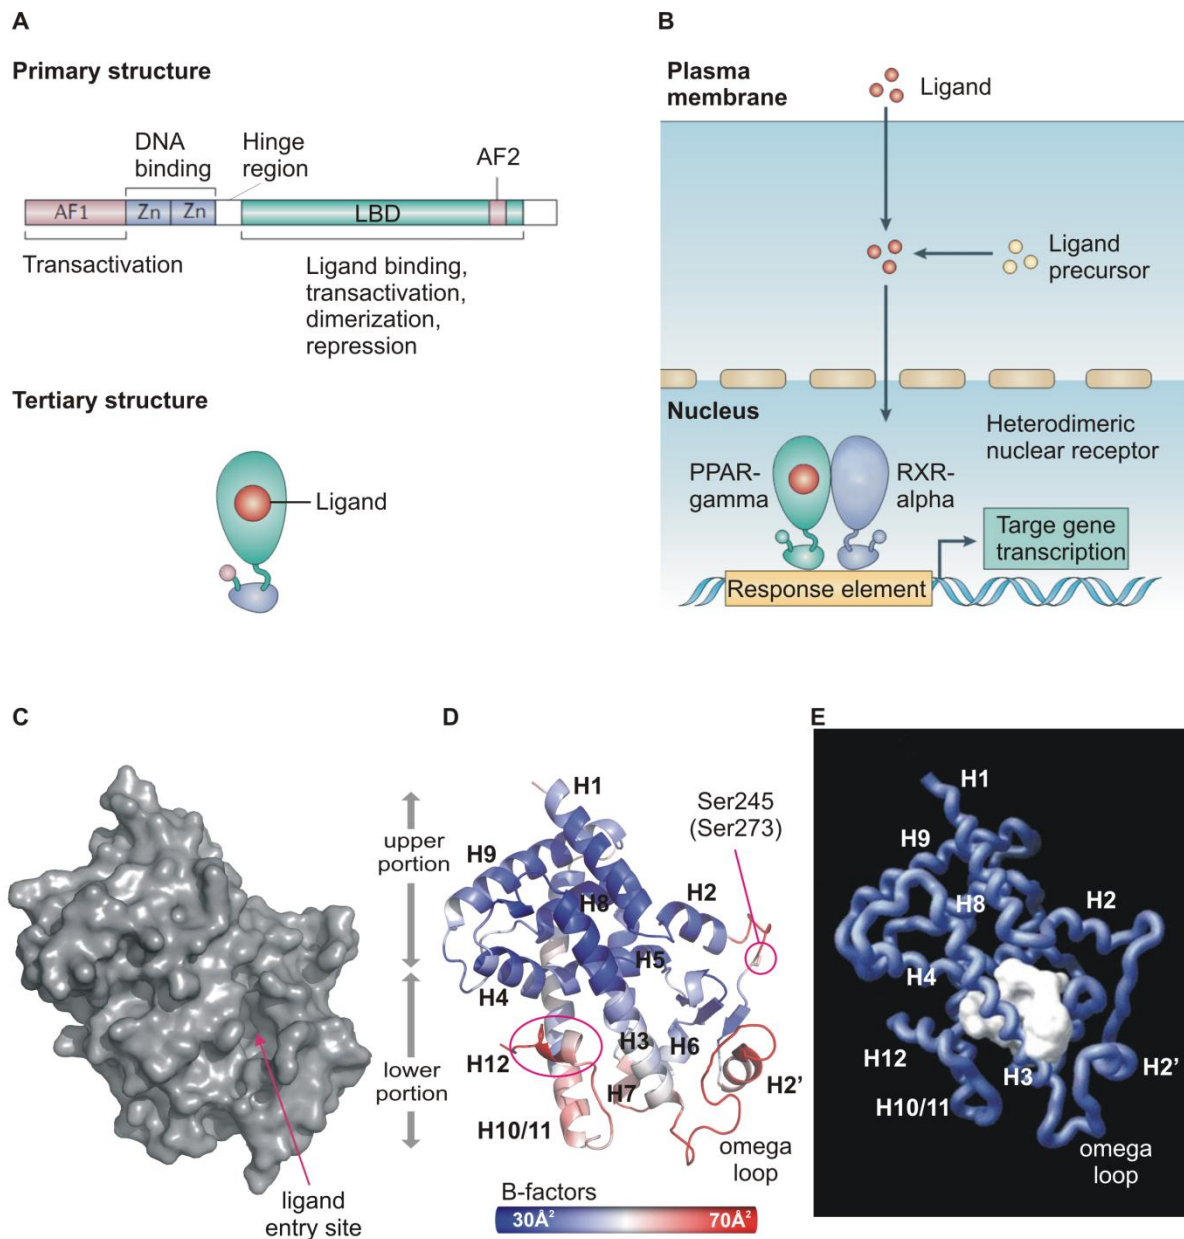 A
Primary structure
DNA
binding
Hinge
region
AF2
AF1
Zn
Zn
LBD
Transactivation
Ligand binding,
transactivation,
dimerization,
repression
Tertiary structure
Ligand
B
Plasma
membrane
Ligand
Ligand
precursor
Nucleus
Heterodimeric
nuclear receptor
PPAR-
gamma
RXR-
alpha
Targe gene
transcription
Response element
C
upper
portion
lower
portion
ligand
entry site
D
H1
Ser245
(Ser273)
H9
H8
H2
H5
H4
H3
H6
H12
H7
H2’
H10/11
omega
loop
B-factors
30Å²
70Å²
E
H1
H9
H8
H2
H4
H12
H3
H2’
H10/11
omega
loop